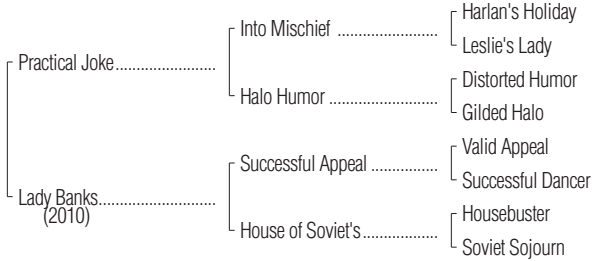 Harlan's Holiday
Into Mischief ........................
Leslie's Lady
Practical Joke........................
Distorted Humor
Halo Humor ..........................
Gilded Halo
Valid Appeal
Successful Appeal ................
Successful Dancer
Lady Banks............................
(2010)
Housebuster
House of Soviet's..................
Soviet Sojourn